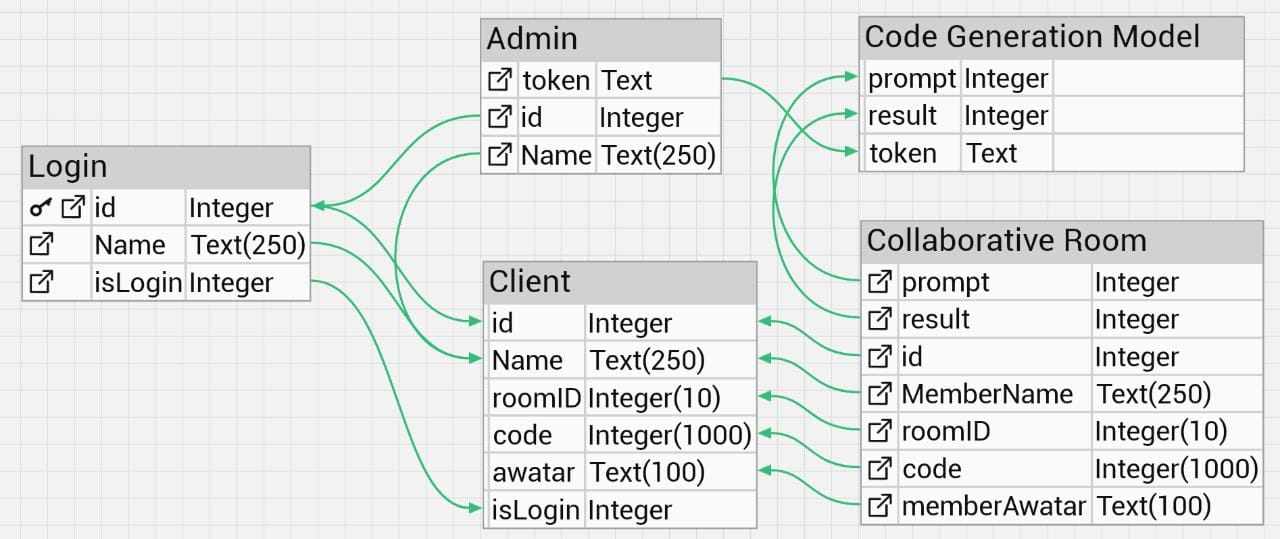 Admin
token Text
id Integer
Name Text(250)
Code Generation Model
prompt Integer
result Integer
token Text
Login
id Integer
Name Text(250)
isLogin Integer
Client
id Integer
Name Text(250)
roomID Integer(10)
code Integer(1000)
awatar Text(100)
isLogin Integer
Collaborative Room
prompt Integer
result Integer
id Integer
MemberName Text(250)
roomID Integer(10)
code Integer(1000)
memberAwatar Text(100)